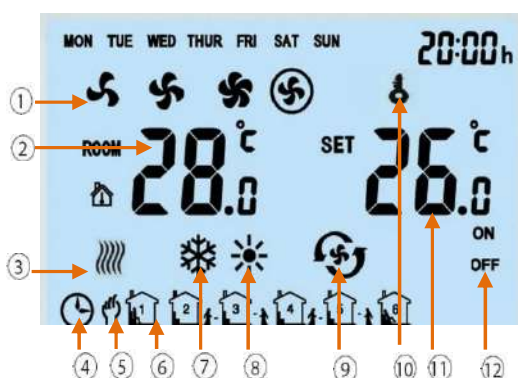 MON TUE WED THUR FRI SAT SUN 20:00 h
①
② ROOM 28.0 °C SET 26.0 °C
③ ON
OFF
1 2 3 4 5 6
④ ⑤ ⑥ ⑦ ⑧ ⑨ ⑩ ⑪ ⑫